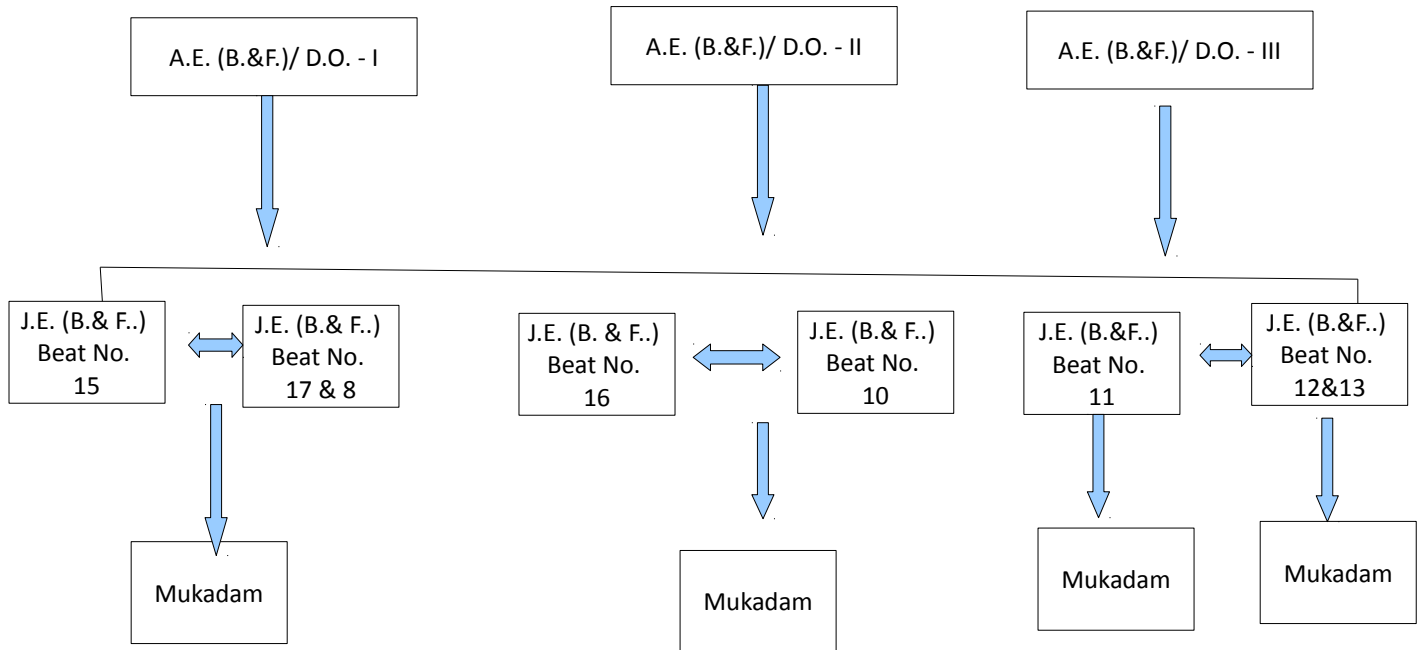 A.E. (B.&F.)/ D.O. - I
A.E. (B.&F.)/ D.O. - II
A.E. (B.&F.)/ D.O. - III
J.E. (B.& F..)
Beat No.
15
J.E. (B.& F..)
Beat No.
17 & 8
J.E. (B. & F..)
Beat No.
16
J.E. (B.& F..)
Beat No.
10
J.E. (B.&F..)
Beat No.
11
J.E. (B.&F..)
Beat No.
12&13
Mukadam
Mukadam
Mukadam
Mukadam